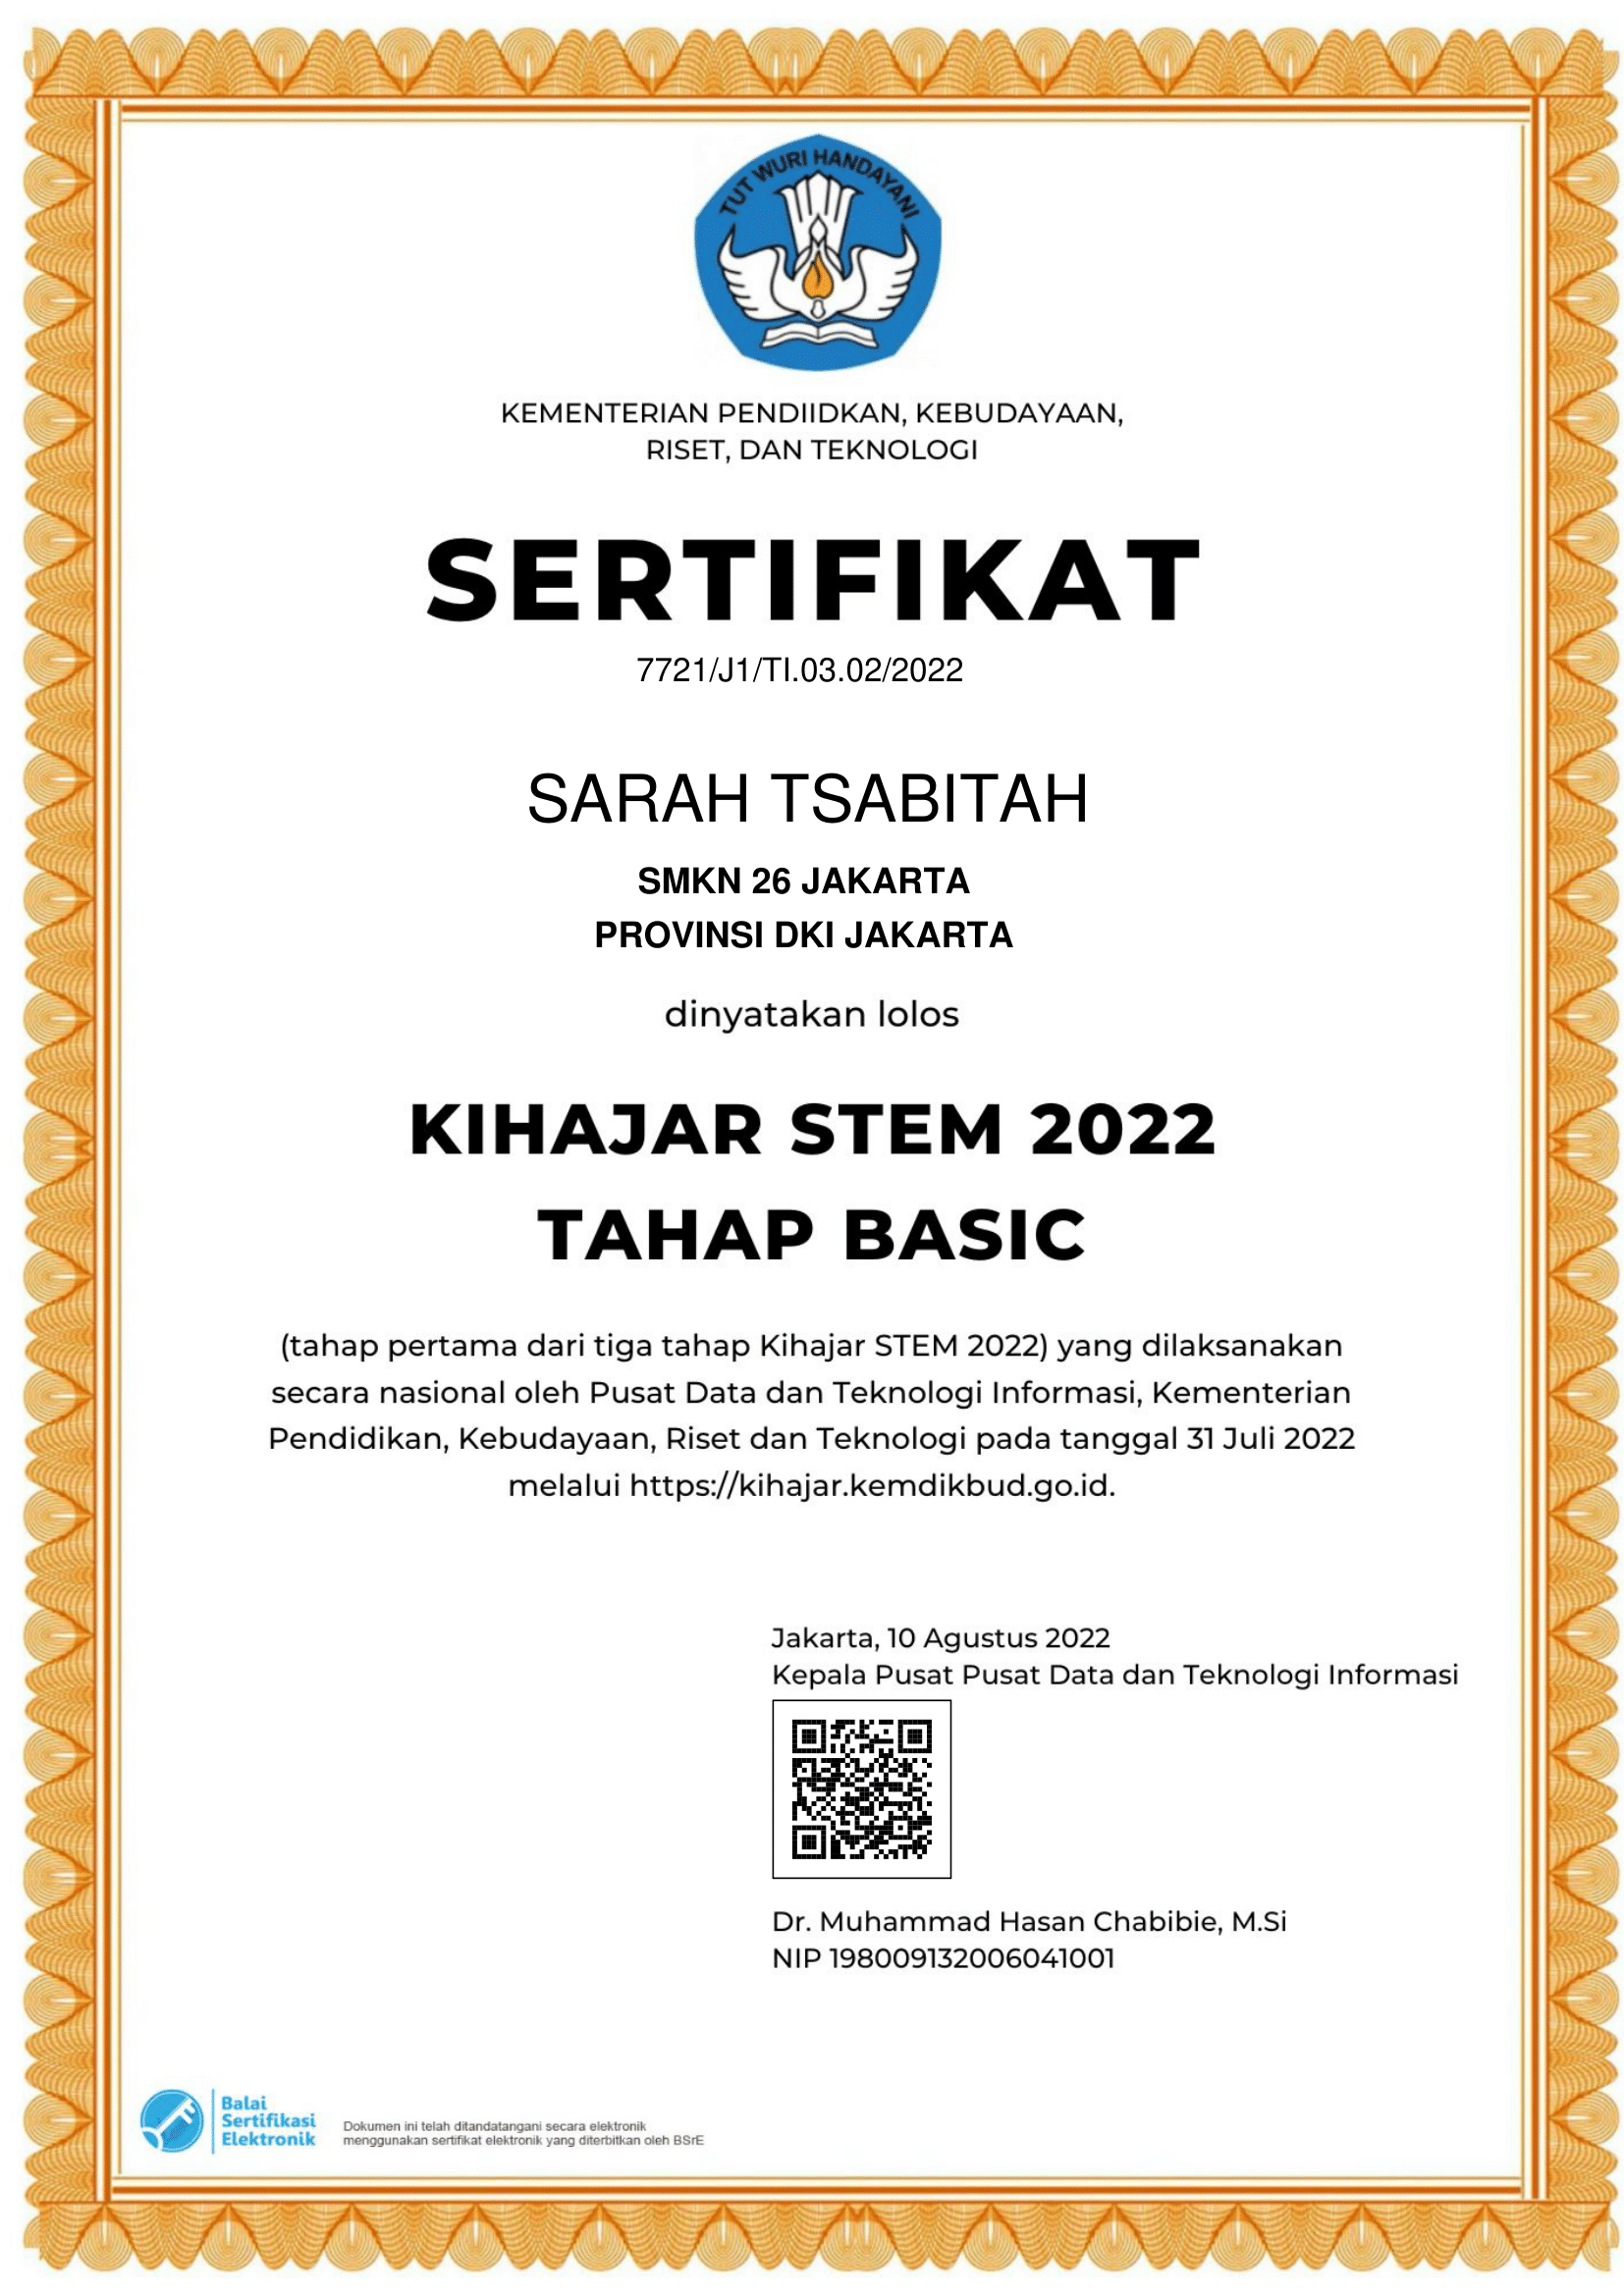 TUT WURI HANDAYANI
KEMENTERIAN PENDIIDKAN, KEBUDAYAAN,
RISET, DAN TEKNOLOGI
SERTIFIKAT
7721/J1/TI.03.02/2022
SARAH TSABITAH
SMKN 26 JAKARTA
PROVINSI DKI JAKARTA
dinyatakan lolos
KIHAJAR STEM 2022
TAHAP BASIC
(tahap pertama dari tiga tahap Kihajar STEM 2022) yang dilaksanakan
secara nasional oleh Pusat Data dan Teknologi Informasi, Kementerian
Pendidikan, Kebudayaan, Riset dan Teknologi pada tanggal 31 Juli 2022
melalui https://kihajar.kemdikbud.go.id.
Jakarta, 10 Agustus 2022
Kepala Pusat Pusat Data dan Teknologi Informasi
Dr. Muhammad Hasan Chabibie, M.Si
NIP 198009132006041001
Balai
Sertifikasi
Elektronik
Dokumen ini telah ditandatangani secara elektronik
menggunakan sertifikat elektronik yang diterbitkan oleh BSrE